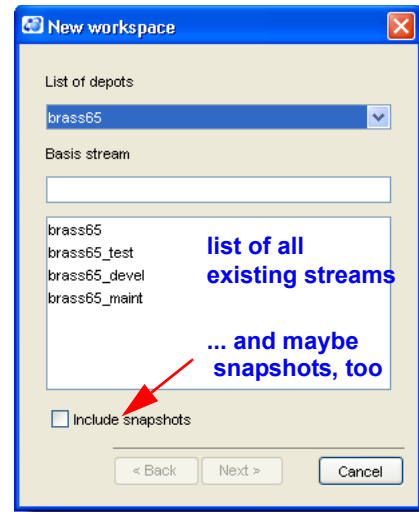 New workspace
List of depots
brass65
Basis stream
brass65
brass65_test
brass65_devel
brass65_maint
list of all
existing streams
... and maybe
snapshots, too
Include snapshots
< Back
Next >
Cancel